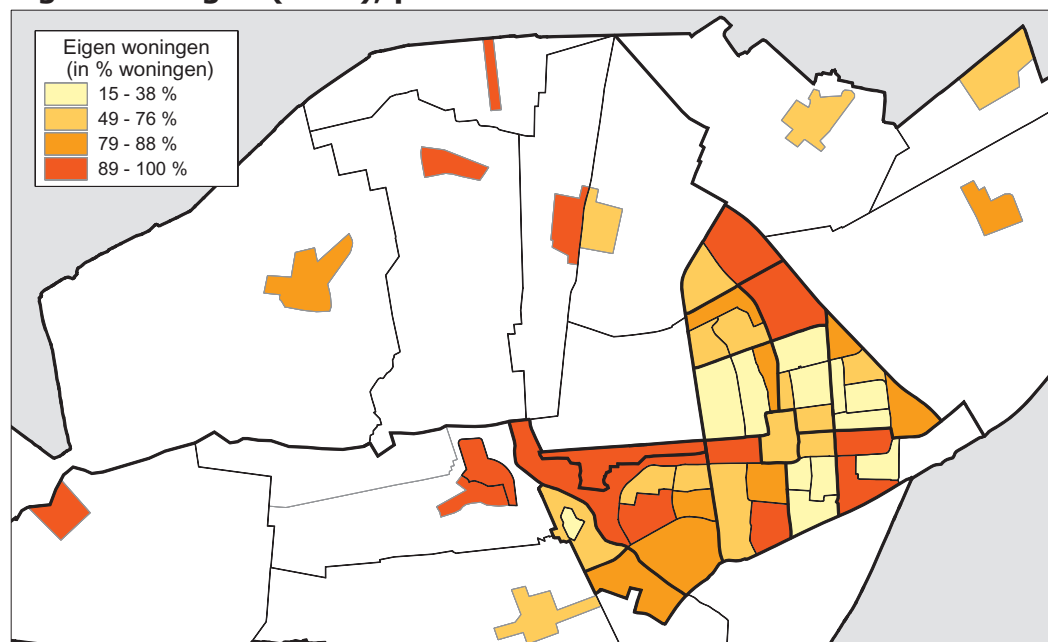 Eigen woningen
(in % woningen)
15 - 38 %
49 - 76 %
79 - 88 %
89 - 100 %